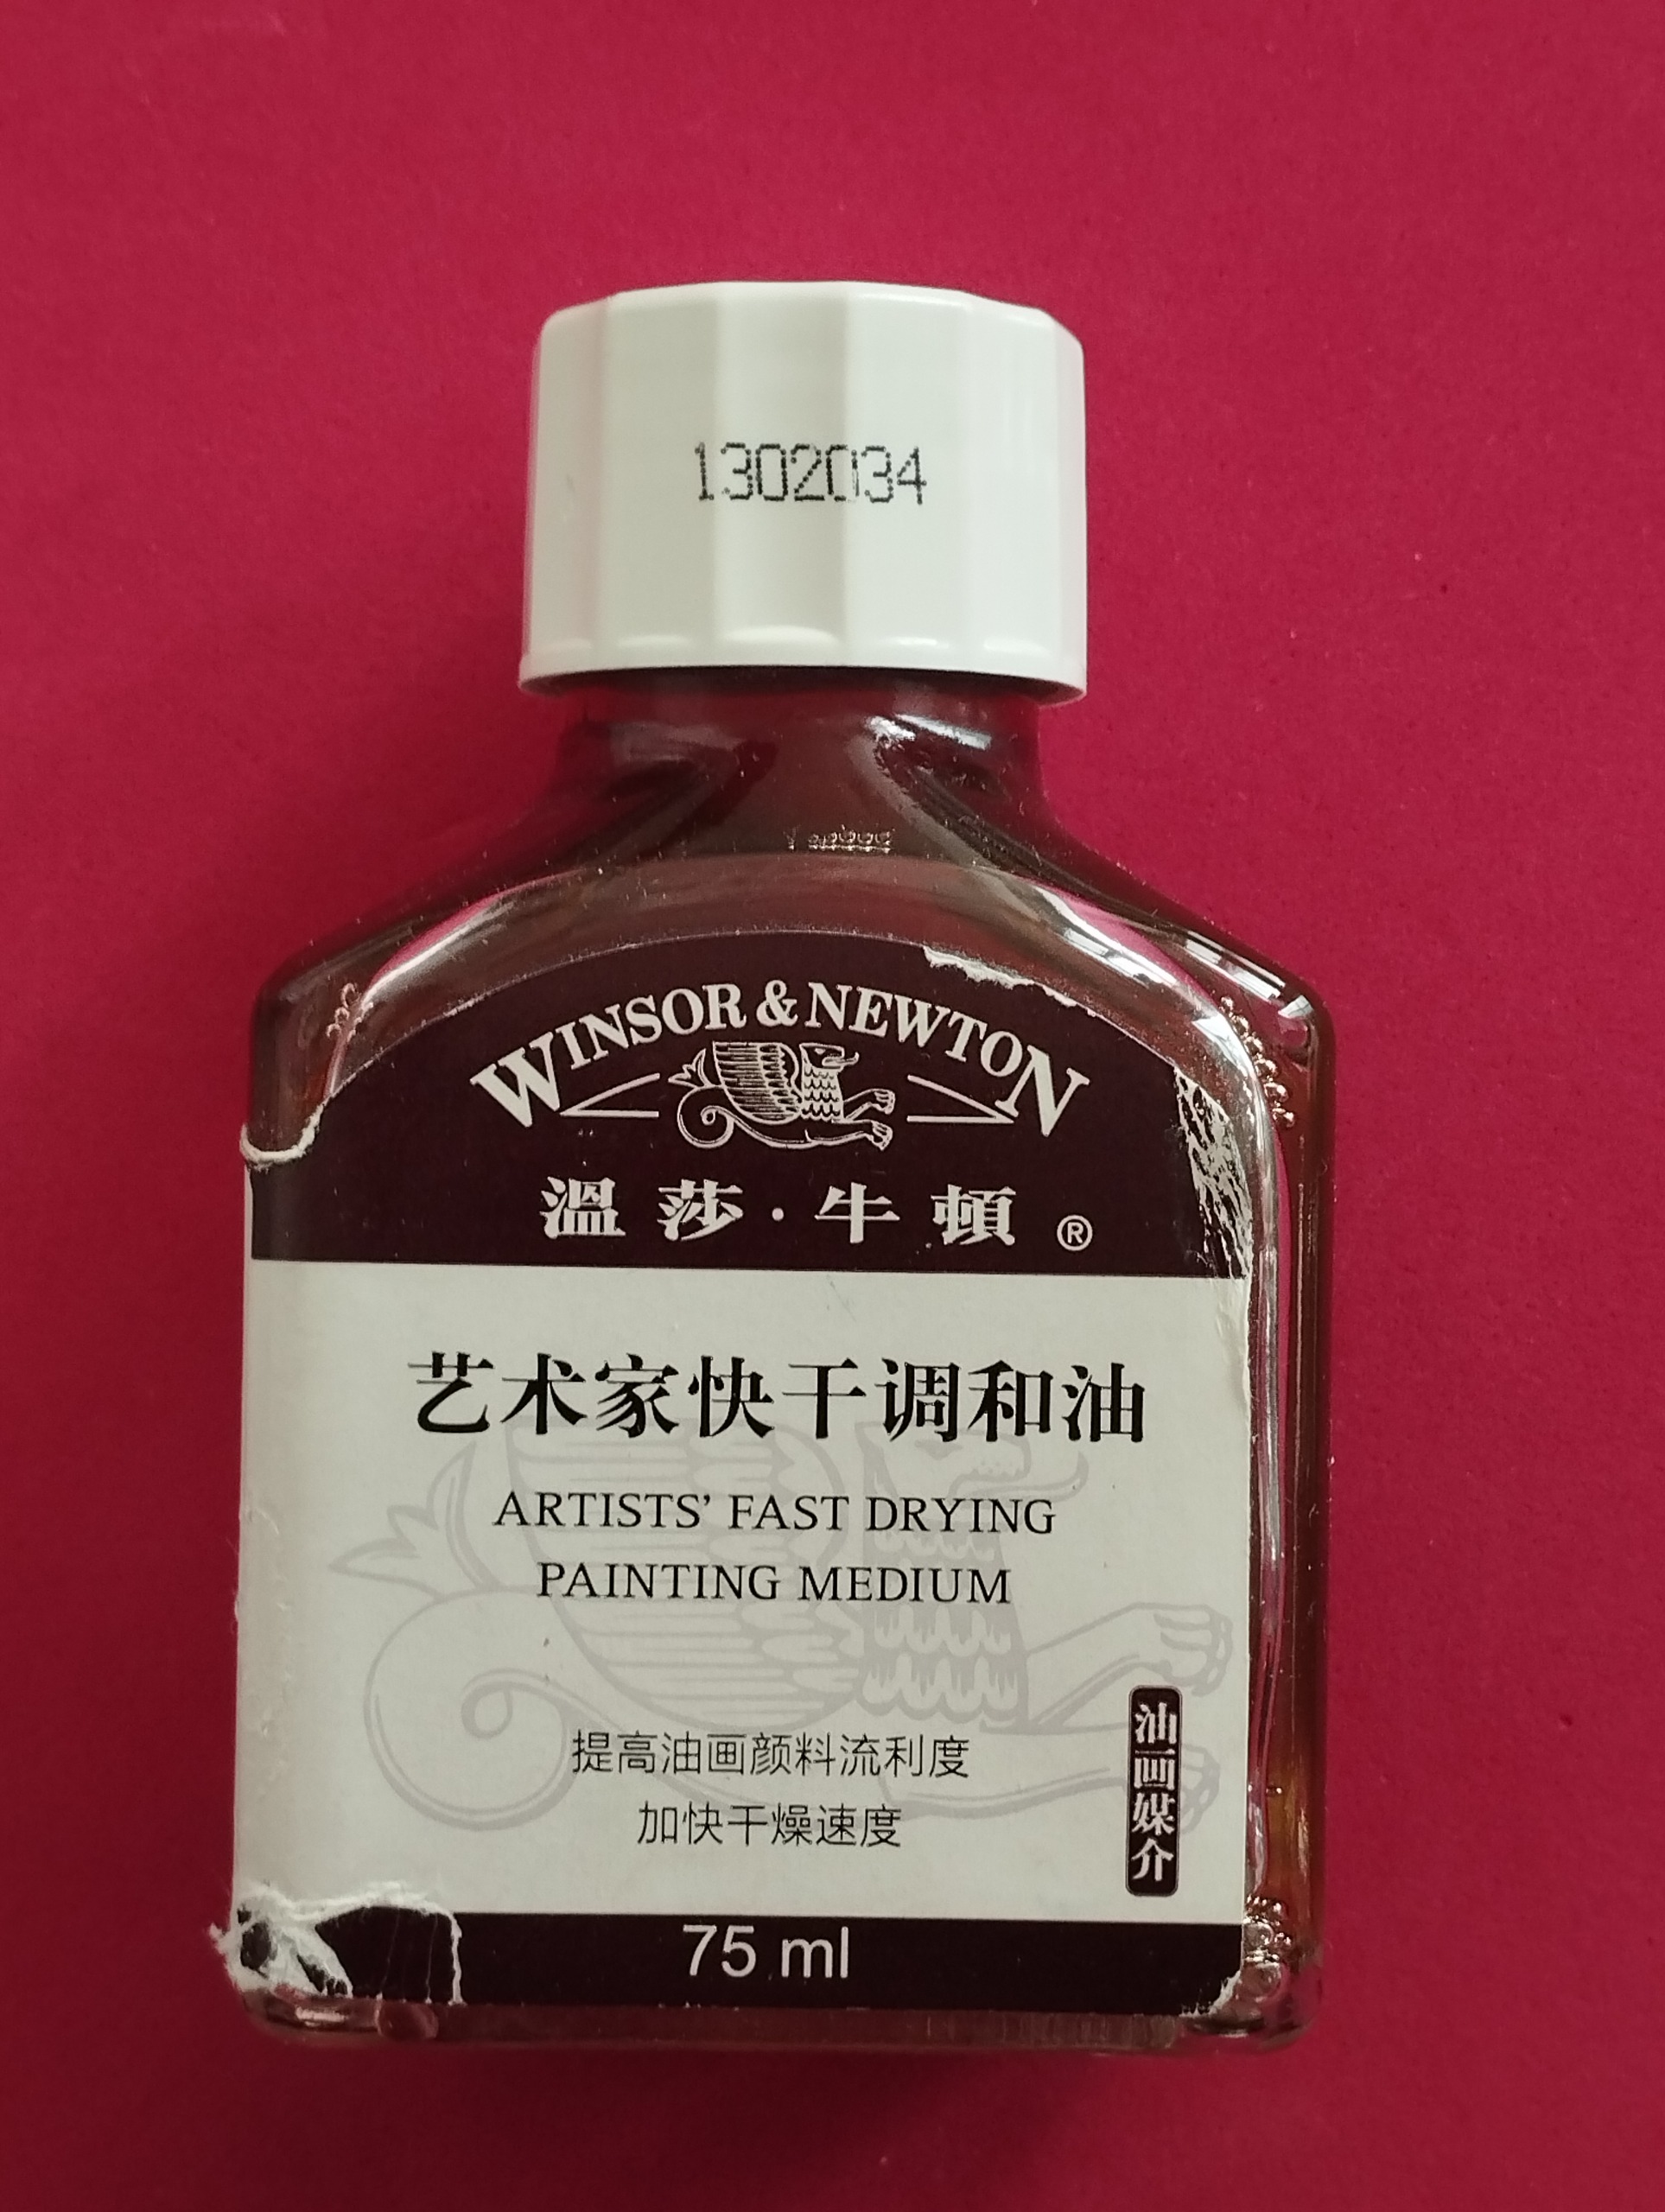 1302034
WINSOR & NEWTON
溫莎·牛頓®
艺术家快干调和油
ARTISTS’ FAST DRYING
PAINTING MEDIUM
提高油画颜料流利度
加快干燥速度
油画媒介
75 ml